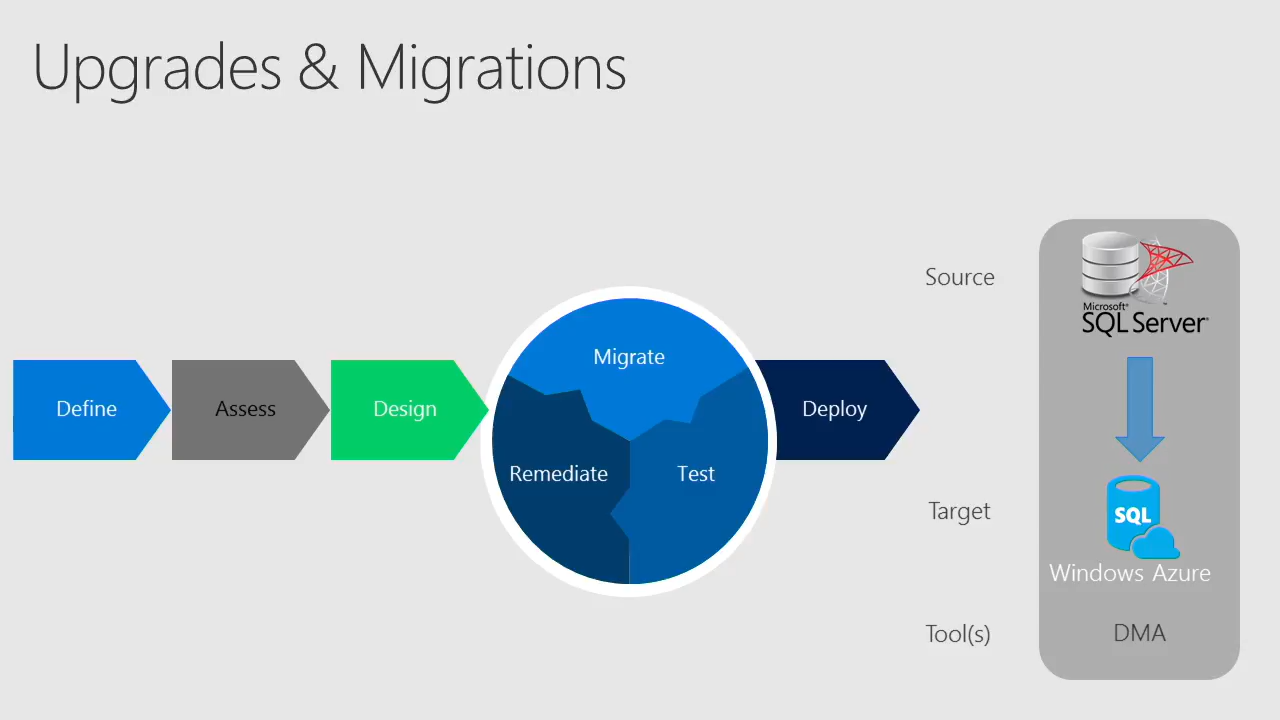 Upgrades & Migrations
Define
Assess
Design
Migrate
Remediate
Test
Deploy
Source
Microsoft®
SQL Server®
Target
SQL
Windows Azure
Tool(s)
DMA